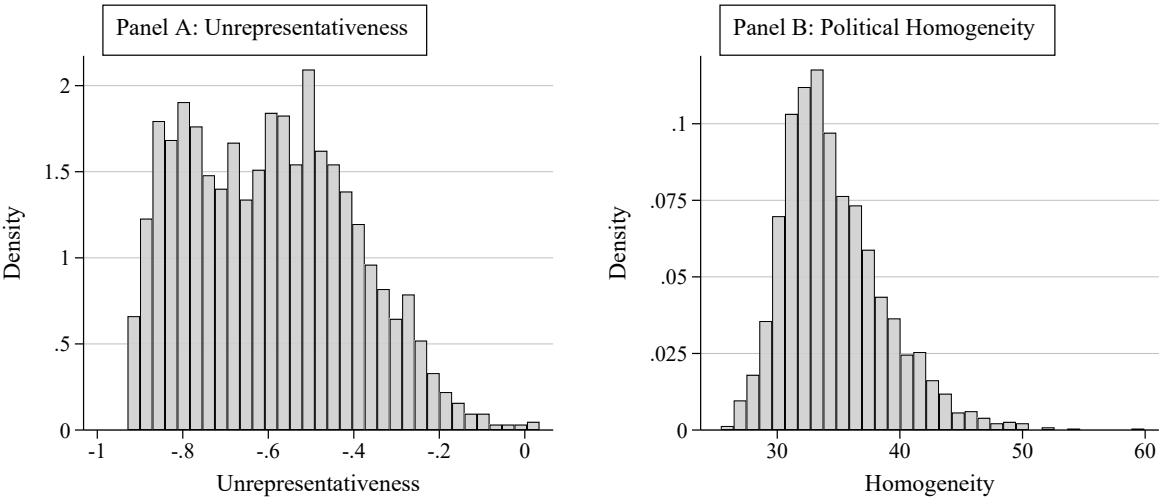 Panel A: Unrepresentativeness
Density
2
1.5
1
.5
0
-1 -.8 -.6 -.4 -.2 0
Unrepresentativeness
Panel B: Political Homogeneity
Density
.1
.075
.05
.025
0
30 40 50 60
Homogeneity